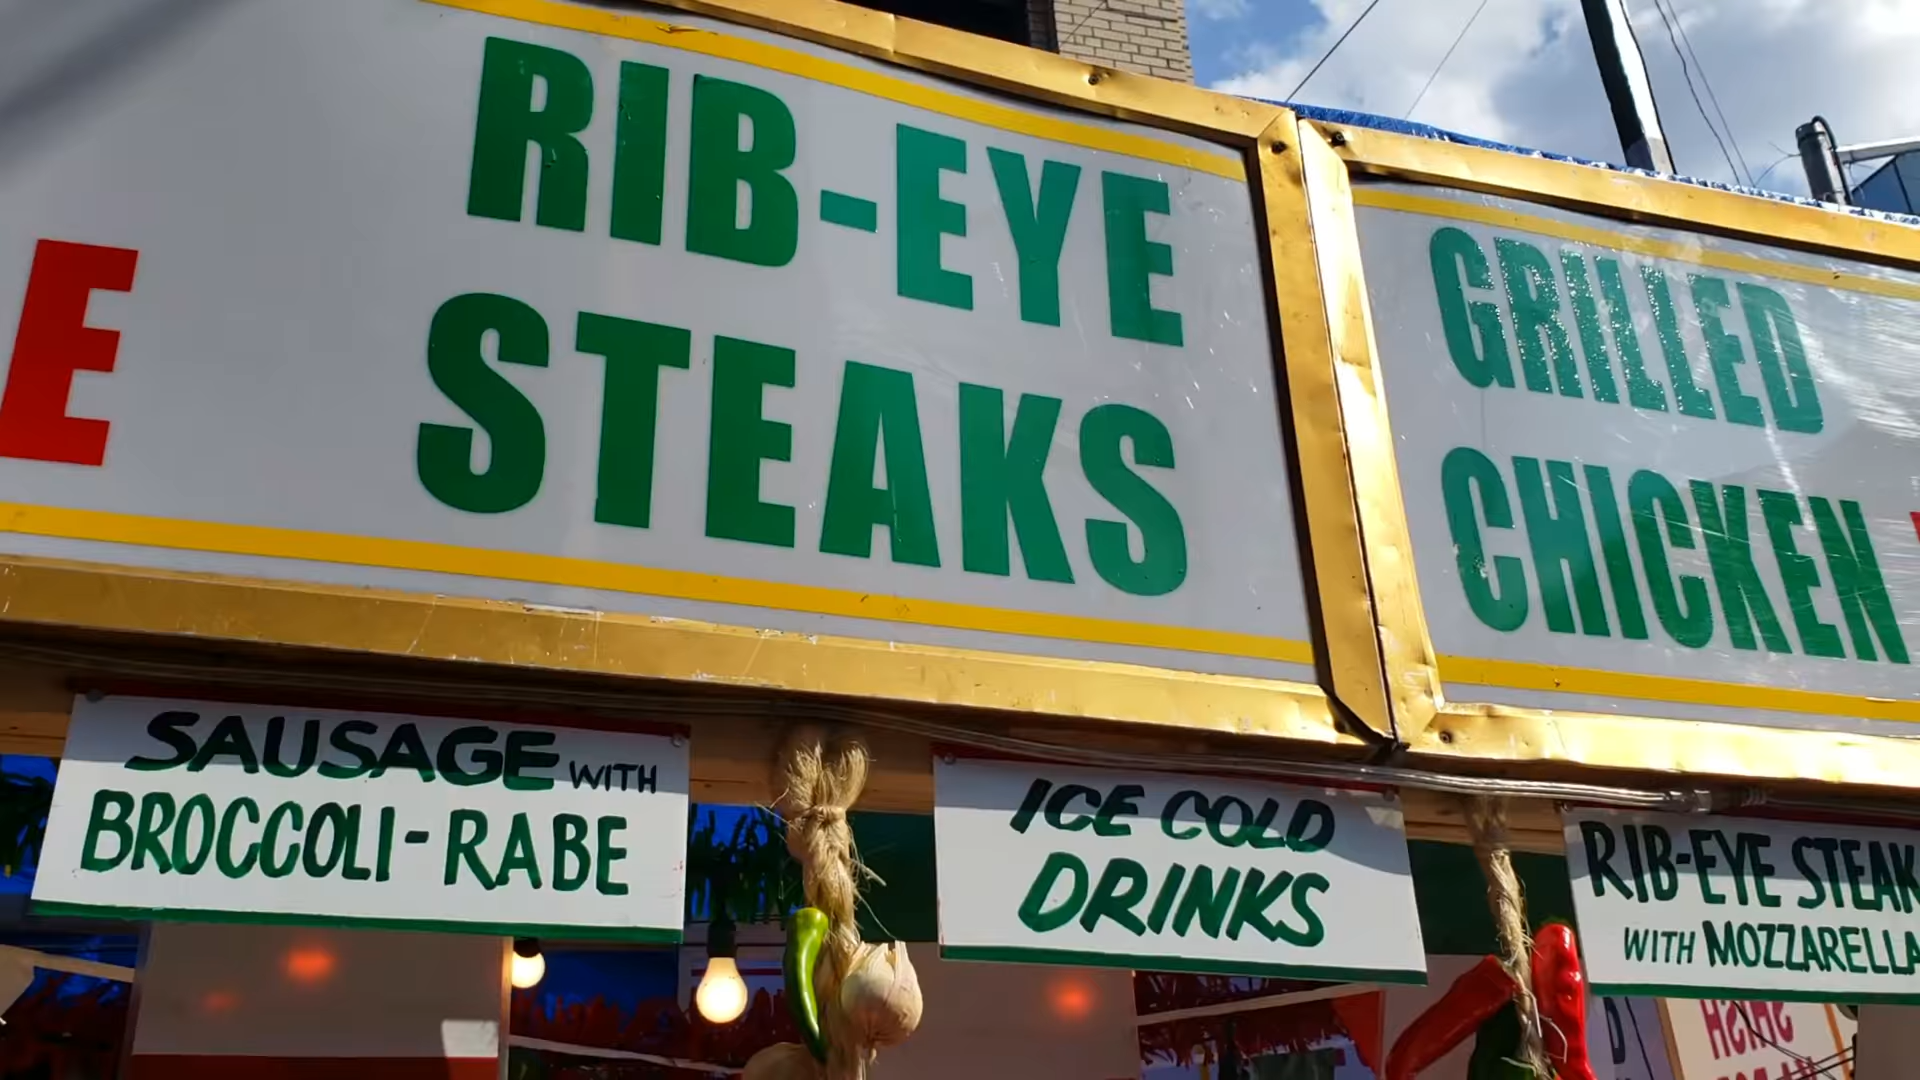 E
RIB-EYE
STEAKS
GRILLED
CHICKEN
SAUSAGE WITH
BROCCOLI-RABE
ICE COLD
DRINKS
RIB-EYE STEAK
WITH MOZZARELLA